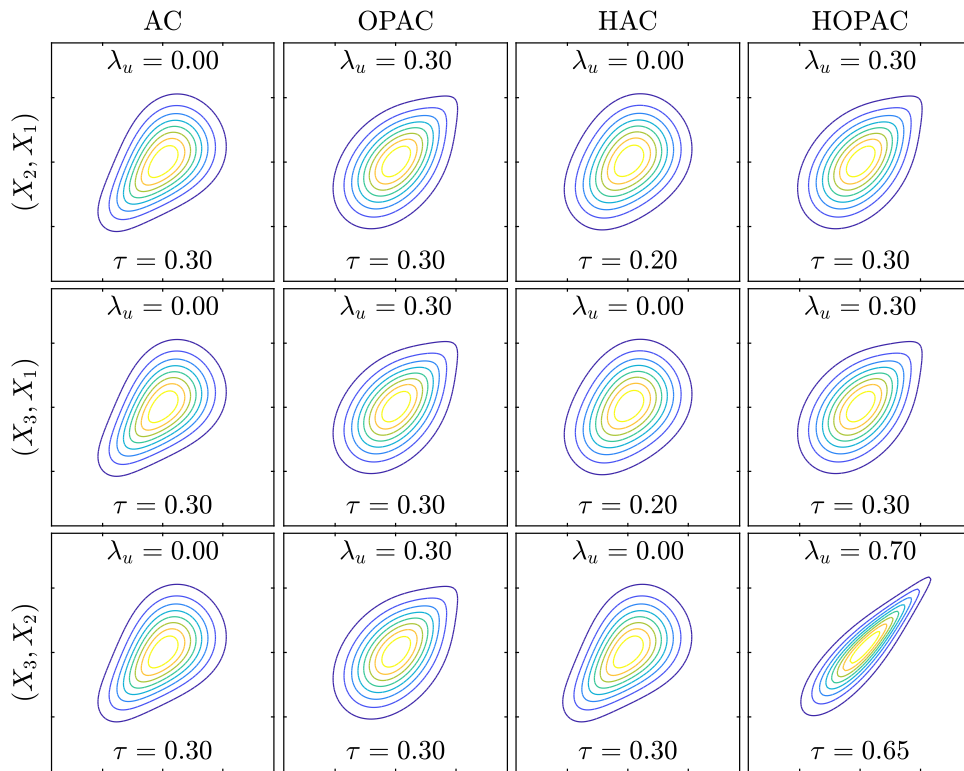 AC OPAC HAC HOPAC
(X₂, X₁)
λᵤ = 0.00 λᵤ = 0.30 λᵤ = 0.00 λᵤ = 0.30
τ = 0.30 τ = 0.30 τ = 0.20 τ = 0.30
(X₃, X₁)
λᵤ = 0.00 λᵤ = 0.30 λᵤ = 0.00 λᵤ = 0.30
τ = 0.30 τ = 0.30 τ = 0.20 τ = 0.30
(X₃, X₂)
λᵤ = 0.00 λᵤ = 0.30 λᵤ = 0.00 λᵤ = 0.70
τ = 0.30 τ = 0.30 τ = 0.30 τ = 0.65